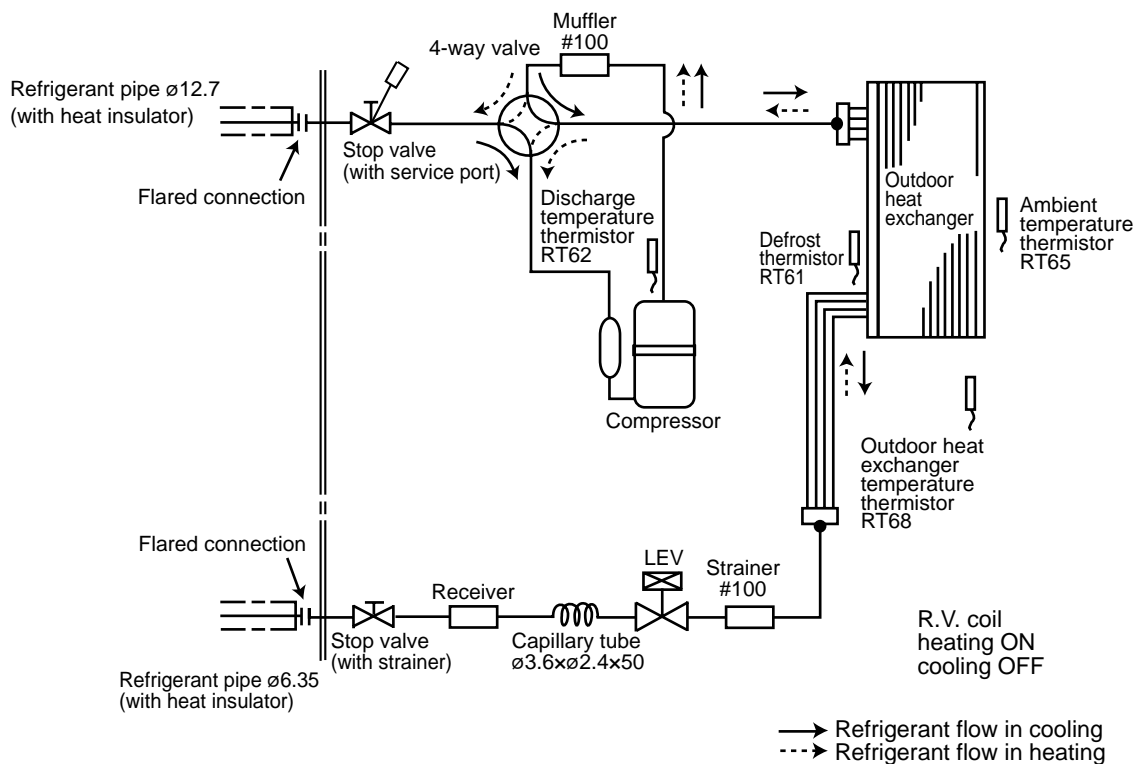 Muffler
#100
4-way valve
Refrigerant pipe ø12.7
(with heat insulator)
Stop valve
(with service port)
Flared connection
Discharge
temperature
thermistor
RT62
Outdoor
heat
exchanger
Ambient
temperature
thermistor
RT65
Defrost
thermistor
RT61
Compressor
Outdoor heat
exchanger
temperature
thermistor
RT68
Flared connection
LEV
Strainer
#100
Receiver
Stop valve
(with strainer)
Capillary tube
ø3.6×ø2.4×50
Refrigerant pipe ø6.35
(with heat insulator)
R.V. coil
heating ON
cooling OFF
Refrigerant flow in cooling
Refrigerant flow in heating